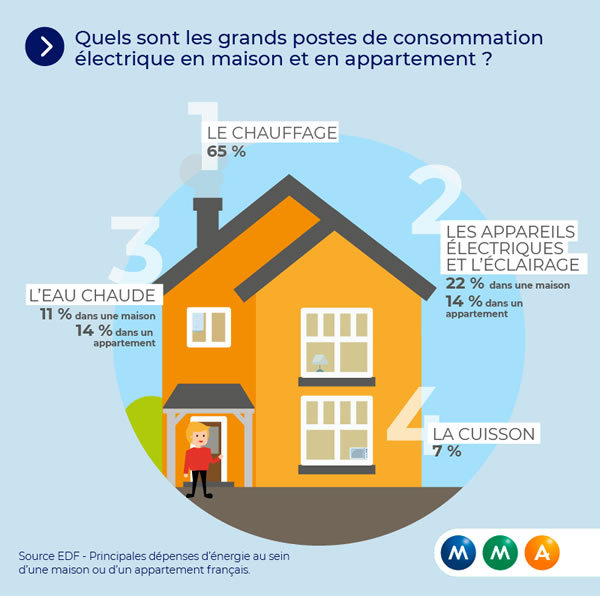 Quels sont les grands postes de consommation
électrique en maison et en appartement ?
1
LE CHAUFFAGE
65 %
2
LES APPAREILS
ÉLECTRIQUES
ET L'ÉCLAIRAGE
22 % dans une maison
14 % dans un
appartement
3
L'EAU CHAUDE
11 % dans une maison
14 % dans un
appartement
4
LA CUISSON
7 %
Source EDF - Principales dépenses d'énergie au sein
d'une maison ou d'un appartement français.
M M A